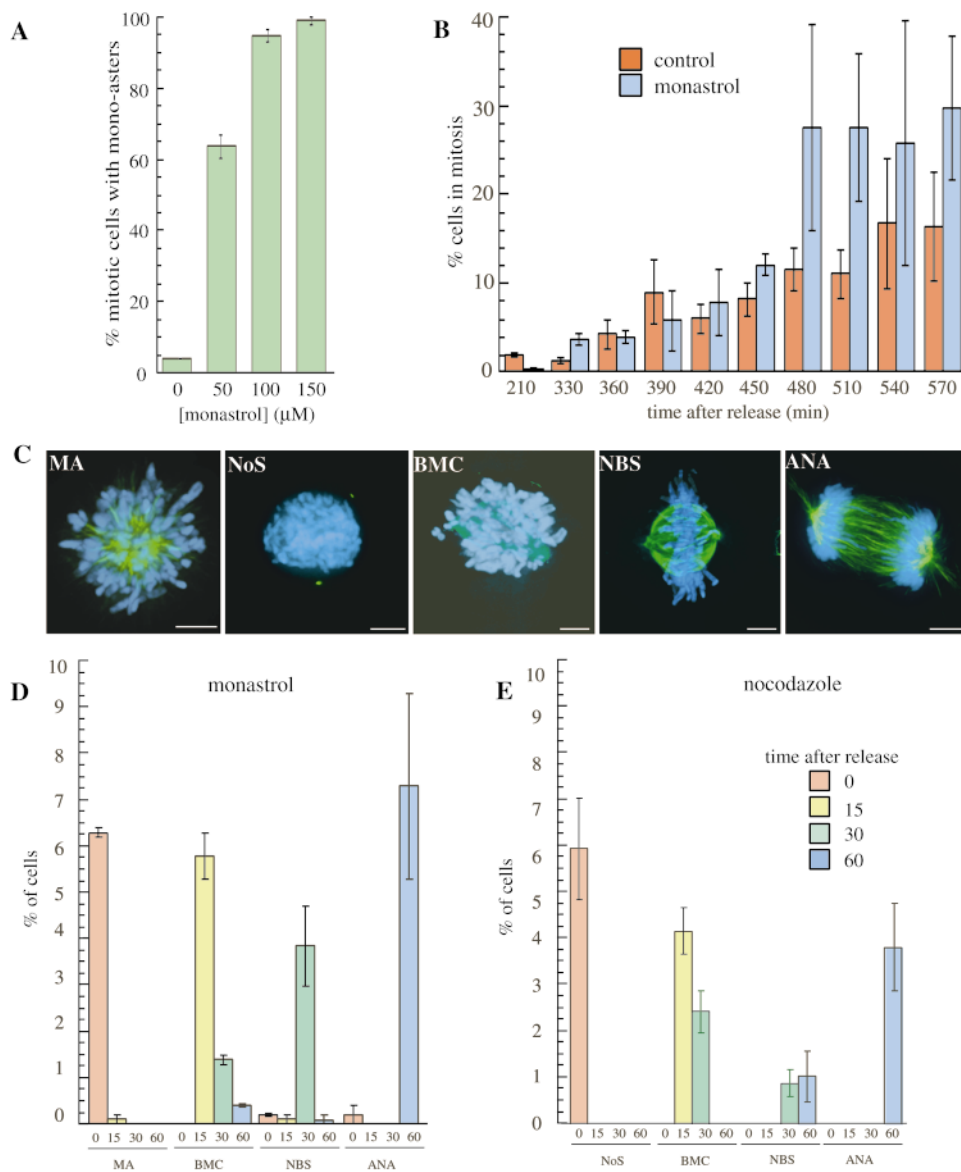 A
% mitotic cells with mono-asters
100
80
60
40
20
0
0 50 100 150
[monastrol] (μM)
B
% cells in mitosis
40
30
20
10
0
control
monastrol
210 330 360 390 420 450 480 510 540 570
time after release (min)
C
MA NoS BMC NBS ANA
D
monastrol
% of cells
10
9
8
7
6
5
4
3
2
1
0
0 15 30 60 0 15 30 60 0 15 30 60 0 15 30 60
MA BMC NBS ANA
E
nocodazole
% of cells
10
9
8
7
6
5
4
3
2
1
0
time after release
0
15
30
60
0 15 30 60 0 15 30 60 0 15 30 60 0 15 30 60
NoS BMC NBS ANA